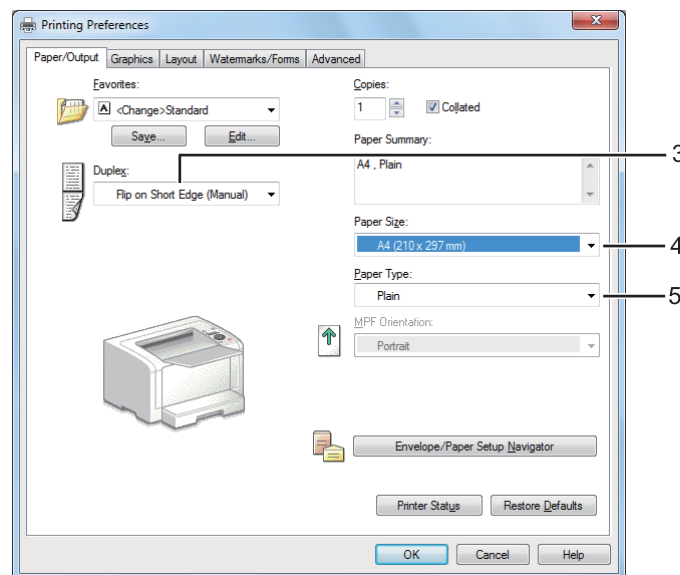 Printing Preferences
Paper/Output Graphics Layout Watermarks/Forms Advanced
Favorites:
A <Change>Standard
Save... Edit...
Duplex:
Flip on Short Edge (Manual)
Copies:
1 Collated
Paper Summary:
A4 , Plain
3
Paper Size:
A4 (210 x 297 mm)
4
Paper Type:
Plain
5
MPF Orientation:
Portrait
Envelope/Paper Setup Navigator
Printer Status Restore Defaults
OK Cancel Help